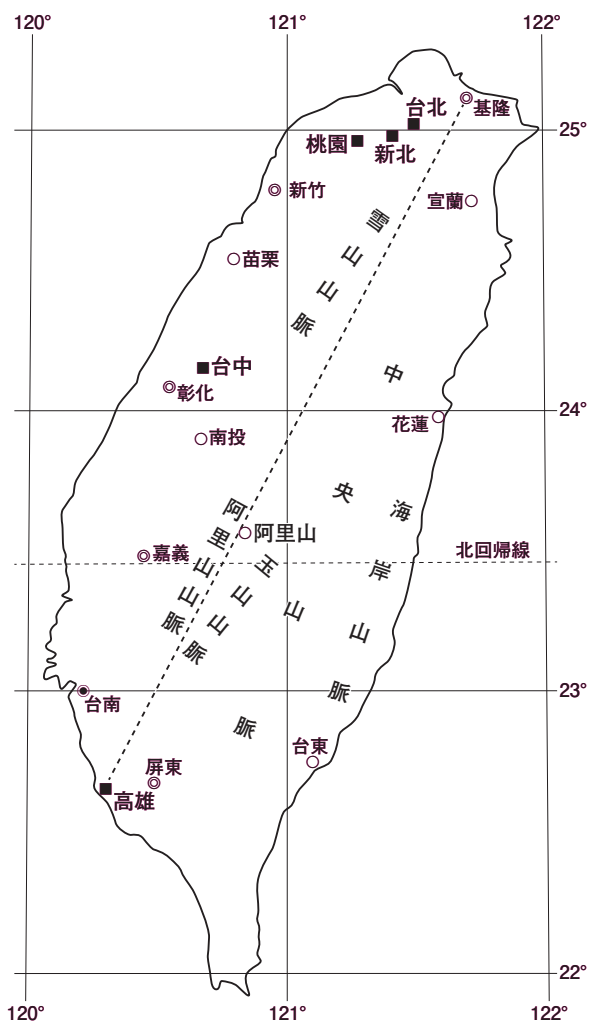 120°
121°
122°
台北
基隆
25°
桃園
新北
新竹
宜蘭
雪山山脈
苗栗
台中
彰化
中央山脈
24°
花蓮
南投
海岸山脈
阿里山山脈
阿里山
玉山山脈
嘉義
北回帰線
23°
台南
台東
屏東
高雄
22°
120°
121°
122°